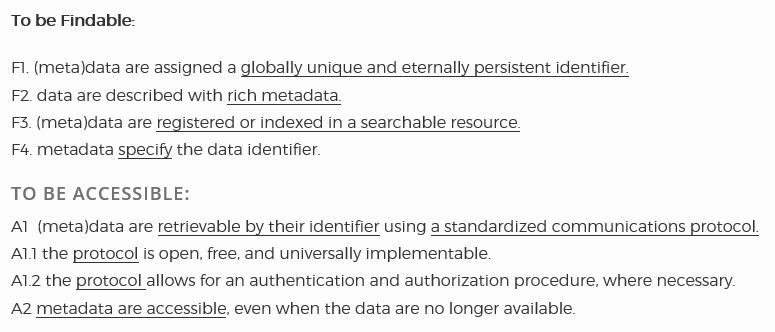 To be Findable:
F1. (meta)data are assigned a globally unique and eternally persistent identifier.
F2. data are described with rich metadata.
F3. (meta)data are registered or indexed in a searchable resource.
F4. metadata specify the data identifier.
TO BE ACCESSIBLE:
A1  (meta)data are retrievable by their identifier using a standardized communications protocol.
A1.1 the protocol is open, free, and universally implementable.
A1.2 the protocol allows for an authentication and authorization procedure, where necessary.
A2 metadata are accessible, even when the data are no longer available.